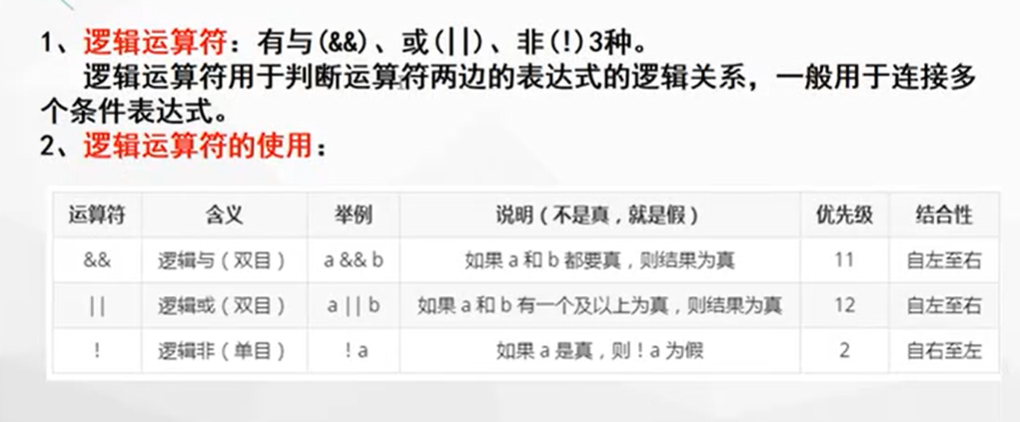 1、逻辑运算符：有与(&&)、或(||)、非(!)3种。
逻辑运算符用于判断运算符两边的表达式的逻辑关系，一般用于连接多
个条件表达式。
2、逻辑运算符的使用：
运算符 含义 举例 说明（不是真，就是假） 优先级 结合性
&& 逻辑与（双目） a && b 如果 a 和 b 都要真，则结果为真 11 自左至右
|| 逻辑或（双目） a || b 如果 a 和 b 有一个及以上为真，则结果为真 12 自左至右
! 逻辑非（单目） ! a 如果 a 是真，则 ! a 为假 2 自右至左